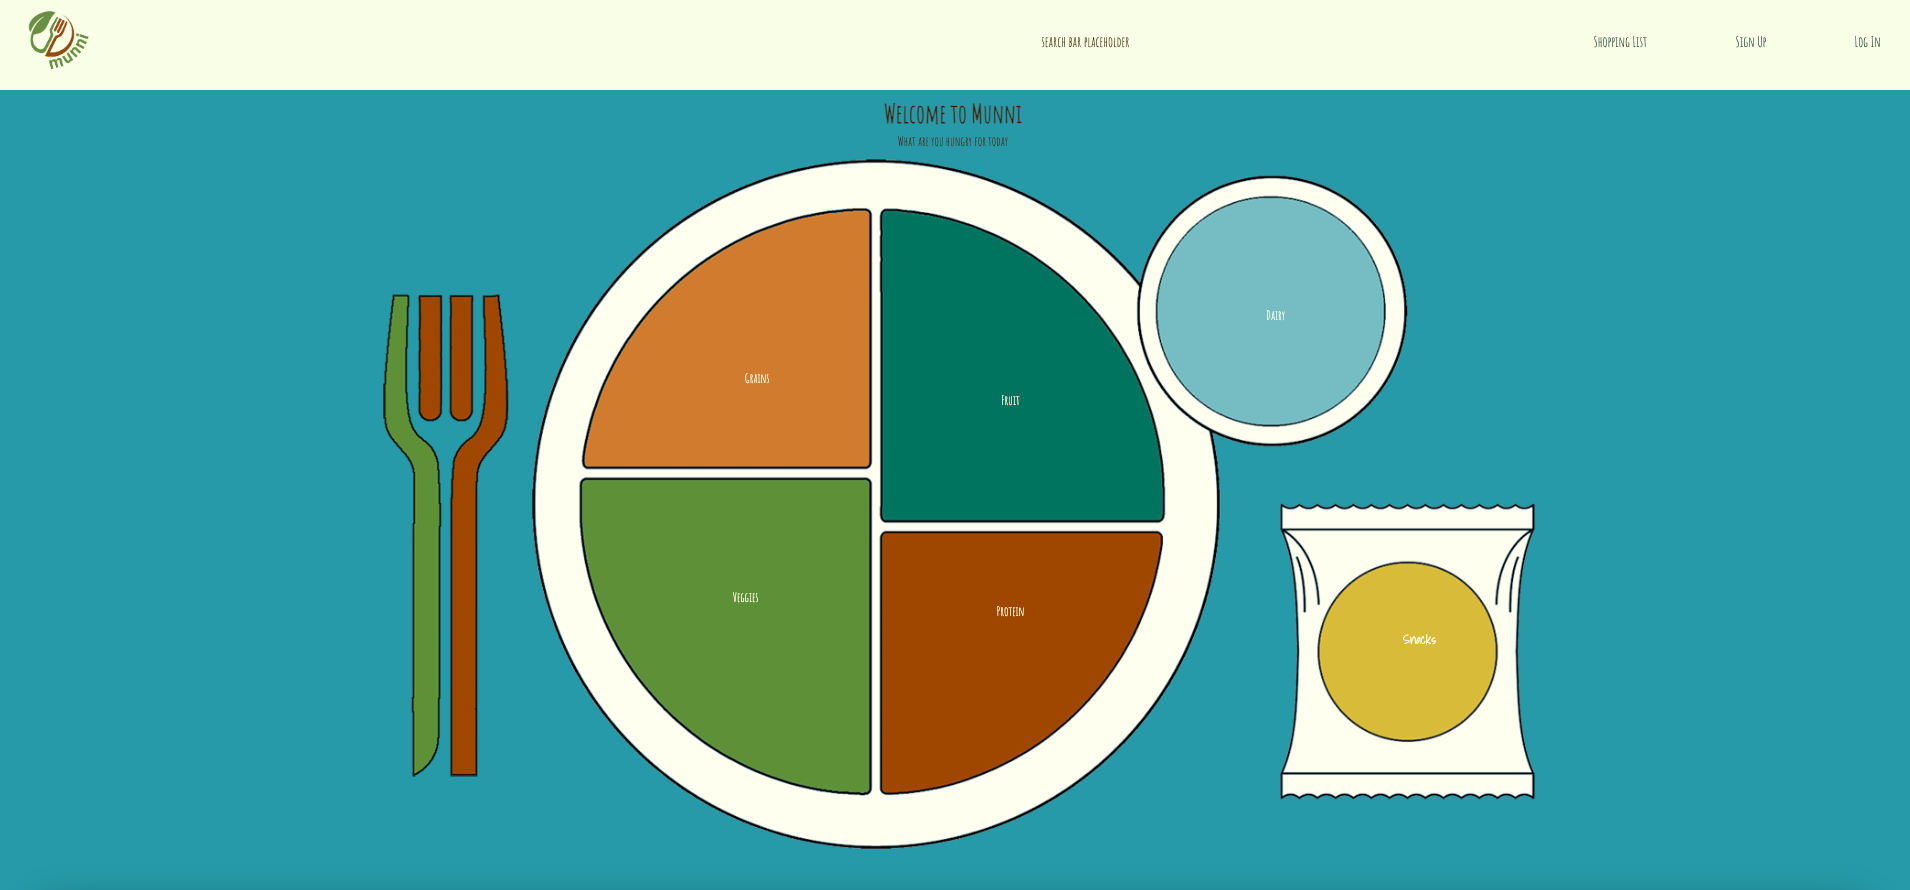 munni
Search bar placeholder
Shopping List
Sign Up
Log In
Welcome to Munni
What are you hungry for today
Dairy
Grains
Fruit
Veggies
Protein
Snacks